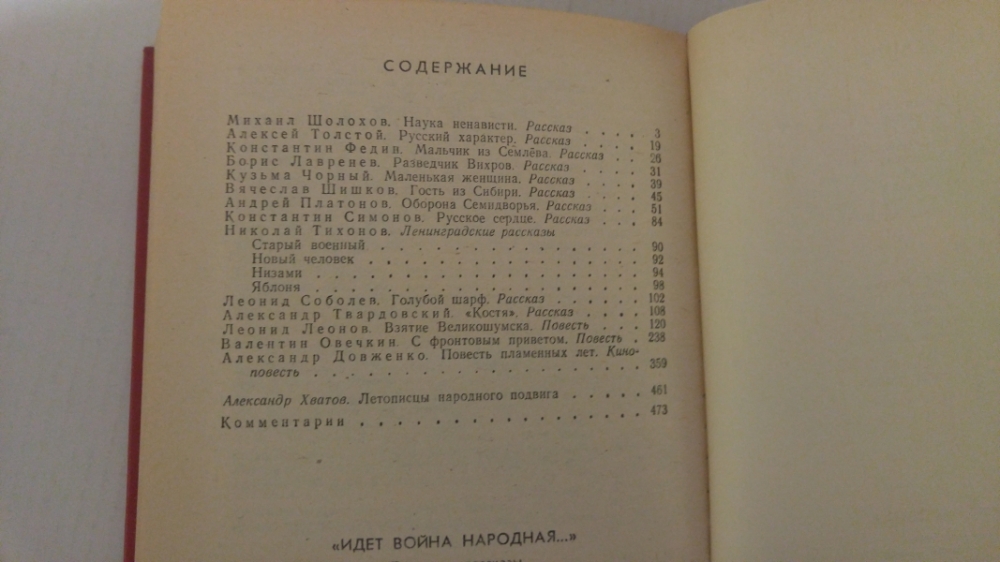 СОДЕРЖАНИЕ
Михаил Шолохов. Наука ненависти. Рассказ . . . . 3
Алексей Толстой. Русский характер. Рассказ . . . . 19
Константин Федин. Мальчик из Семлёва. Рассказ . . 26
Борис Лавренев. Разведчик Вихров. Рассказ . . . . 31
Кузьма Чорный. Маленькая женщина. Рассказ . . . . 39
Вячеслав Шишков. Гость из Сибири. Рассказ . . . . 45
Андрей Платонов. Оборона Семидворья. Рассказ . . . 51
Константин Симонов. Русское сердце. Рассказ . . . 84
Николай Тихонов. Ленинградские рассказы
Старый военный . . . . . . . . . . . . . 90
Новый человек . . . . . . . . . . . . . 92
Низами . . . . . . . . . . . . . . . 94
Яблоня . . . . . . . . . . . . . . . 98
Леонид Соболев. Голубой шарф. Рассказ . . . . . . 102
Александр Твардовский. «Костя». Рассказ . . . . 108
Леонид Леонов. Взятие Великошумска. Повесть . . . 120
Валентин Овечкин. С фронтовым приветом. Повесть . 238
Александр Довженко. Повесть пламенных лет. Кино-
повесть . . . . . . . . . . . . . . . 359
Александр Хватов. Летописцы народного подвига . . . . . 461
Комментарии . . . . . . . . . . . . . . 473
«ИДЕТ ВОЙНА НАРОДНАЯ...»